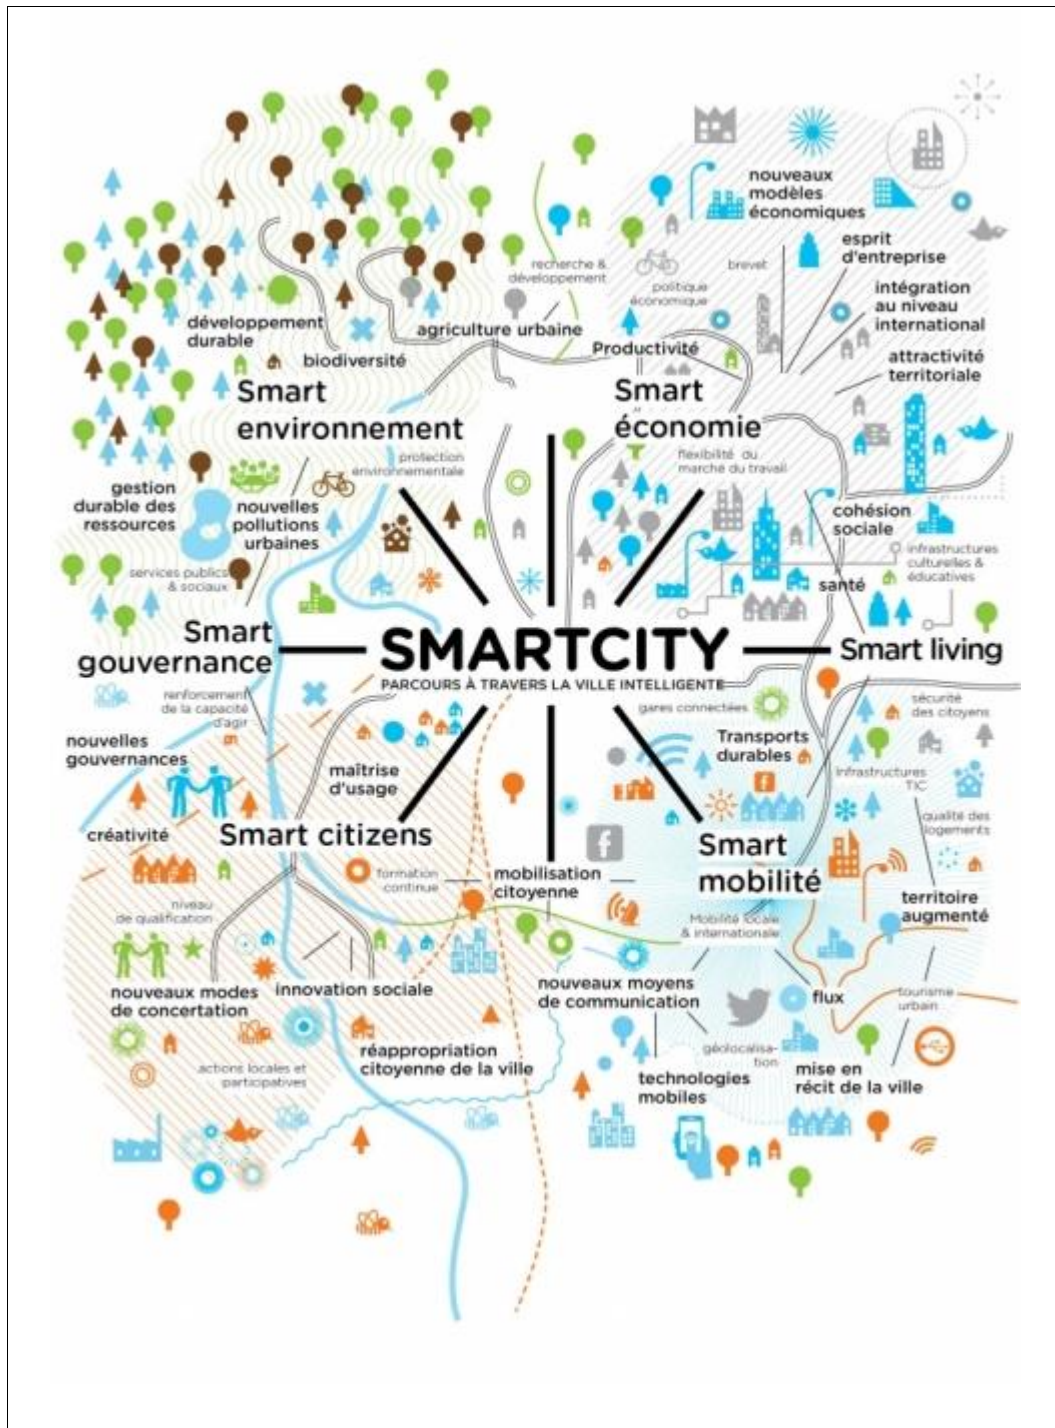 nouveaux
modèles
économiques
esprit
d'entreprise
brevet
recherche &
développement
politique
économique
intégration
au niveau
international
développement
durable
biodiversité
agriculture urbaine
Productivité
attractivité
territoriale
Smart
environnement
Smart
économie
protection
environnementale
flexibilité du
marché du travail
gestion
durable des
ressources
nouvelles
pollutions
urbaines
cohésion
sociale
infrastructures
culturelles &
éducatives
santé
services publics
& sociaux
Smart
gouvernance
SMARTCITY
PARCOURS À TRAVERS LA VILLE INTELLIGENTE
Smart living
renforcement
de la capacité
d'agir
gares connectées
sécurité
des citoyens
nouvelles
gouvernances
Transports
durables
maîtrise
d'usage
infrastructures
TIC
créativité
Smart citizens
Smart
mobilité
qualité des
logements
formation
continue
mobilisation
citoyenne
territoire
augmenté
niveau
de qualification
Mobilité locale
& internationale
nouveaux modes
de concertation
innovation sociale
nouveaux moyens
de communication
flux
tourisme
urbain
réappropriation
citoyenne de la ville
actions locales et
participatives
géolocalisa-
tion
technologies
mobiles
mise en
récit de la ville